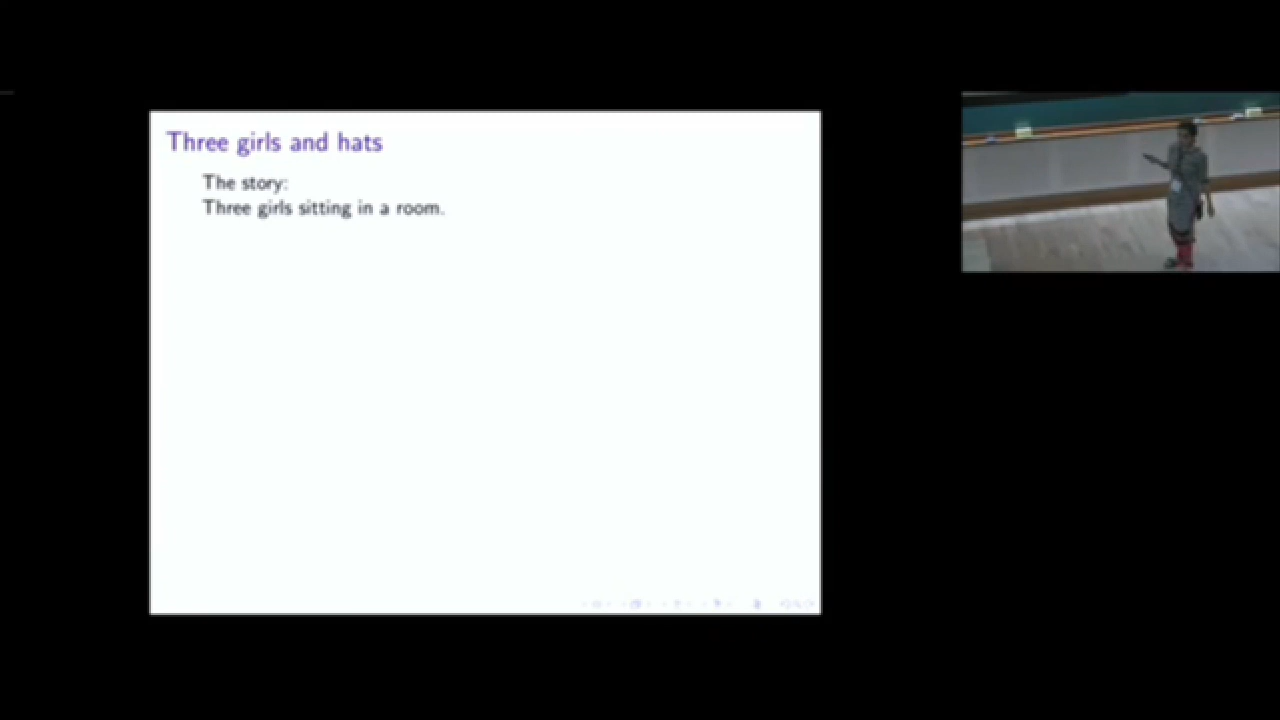 Three girls and hats
The story:
Three girls sitting in a room.